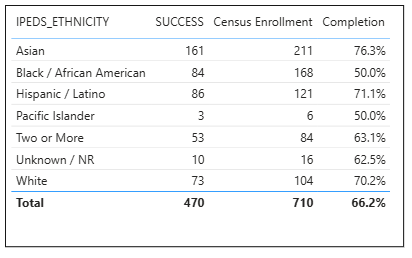 IPEDS_ETHNICITY SUCCESS Census Enrollment Completion
Asian 161 211 76.3%
Black / African American 84 168 50.0%
Hispanic / Latino 86 121 71.1%
Pacific Islander 3 6 50.0%
Two or More 53 84 63.1%
Unknown / NR 10 16 62.5%
White 73 104 70.2%
Total 470 710 66.2%